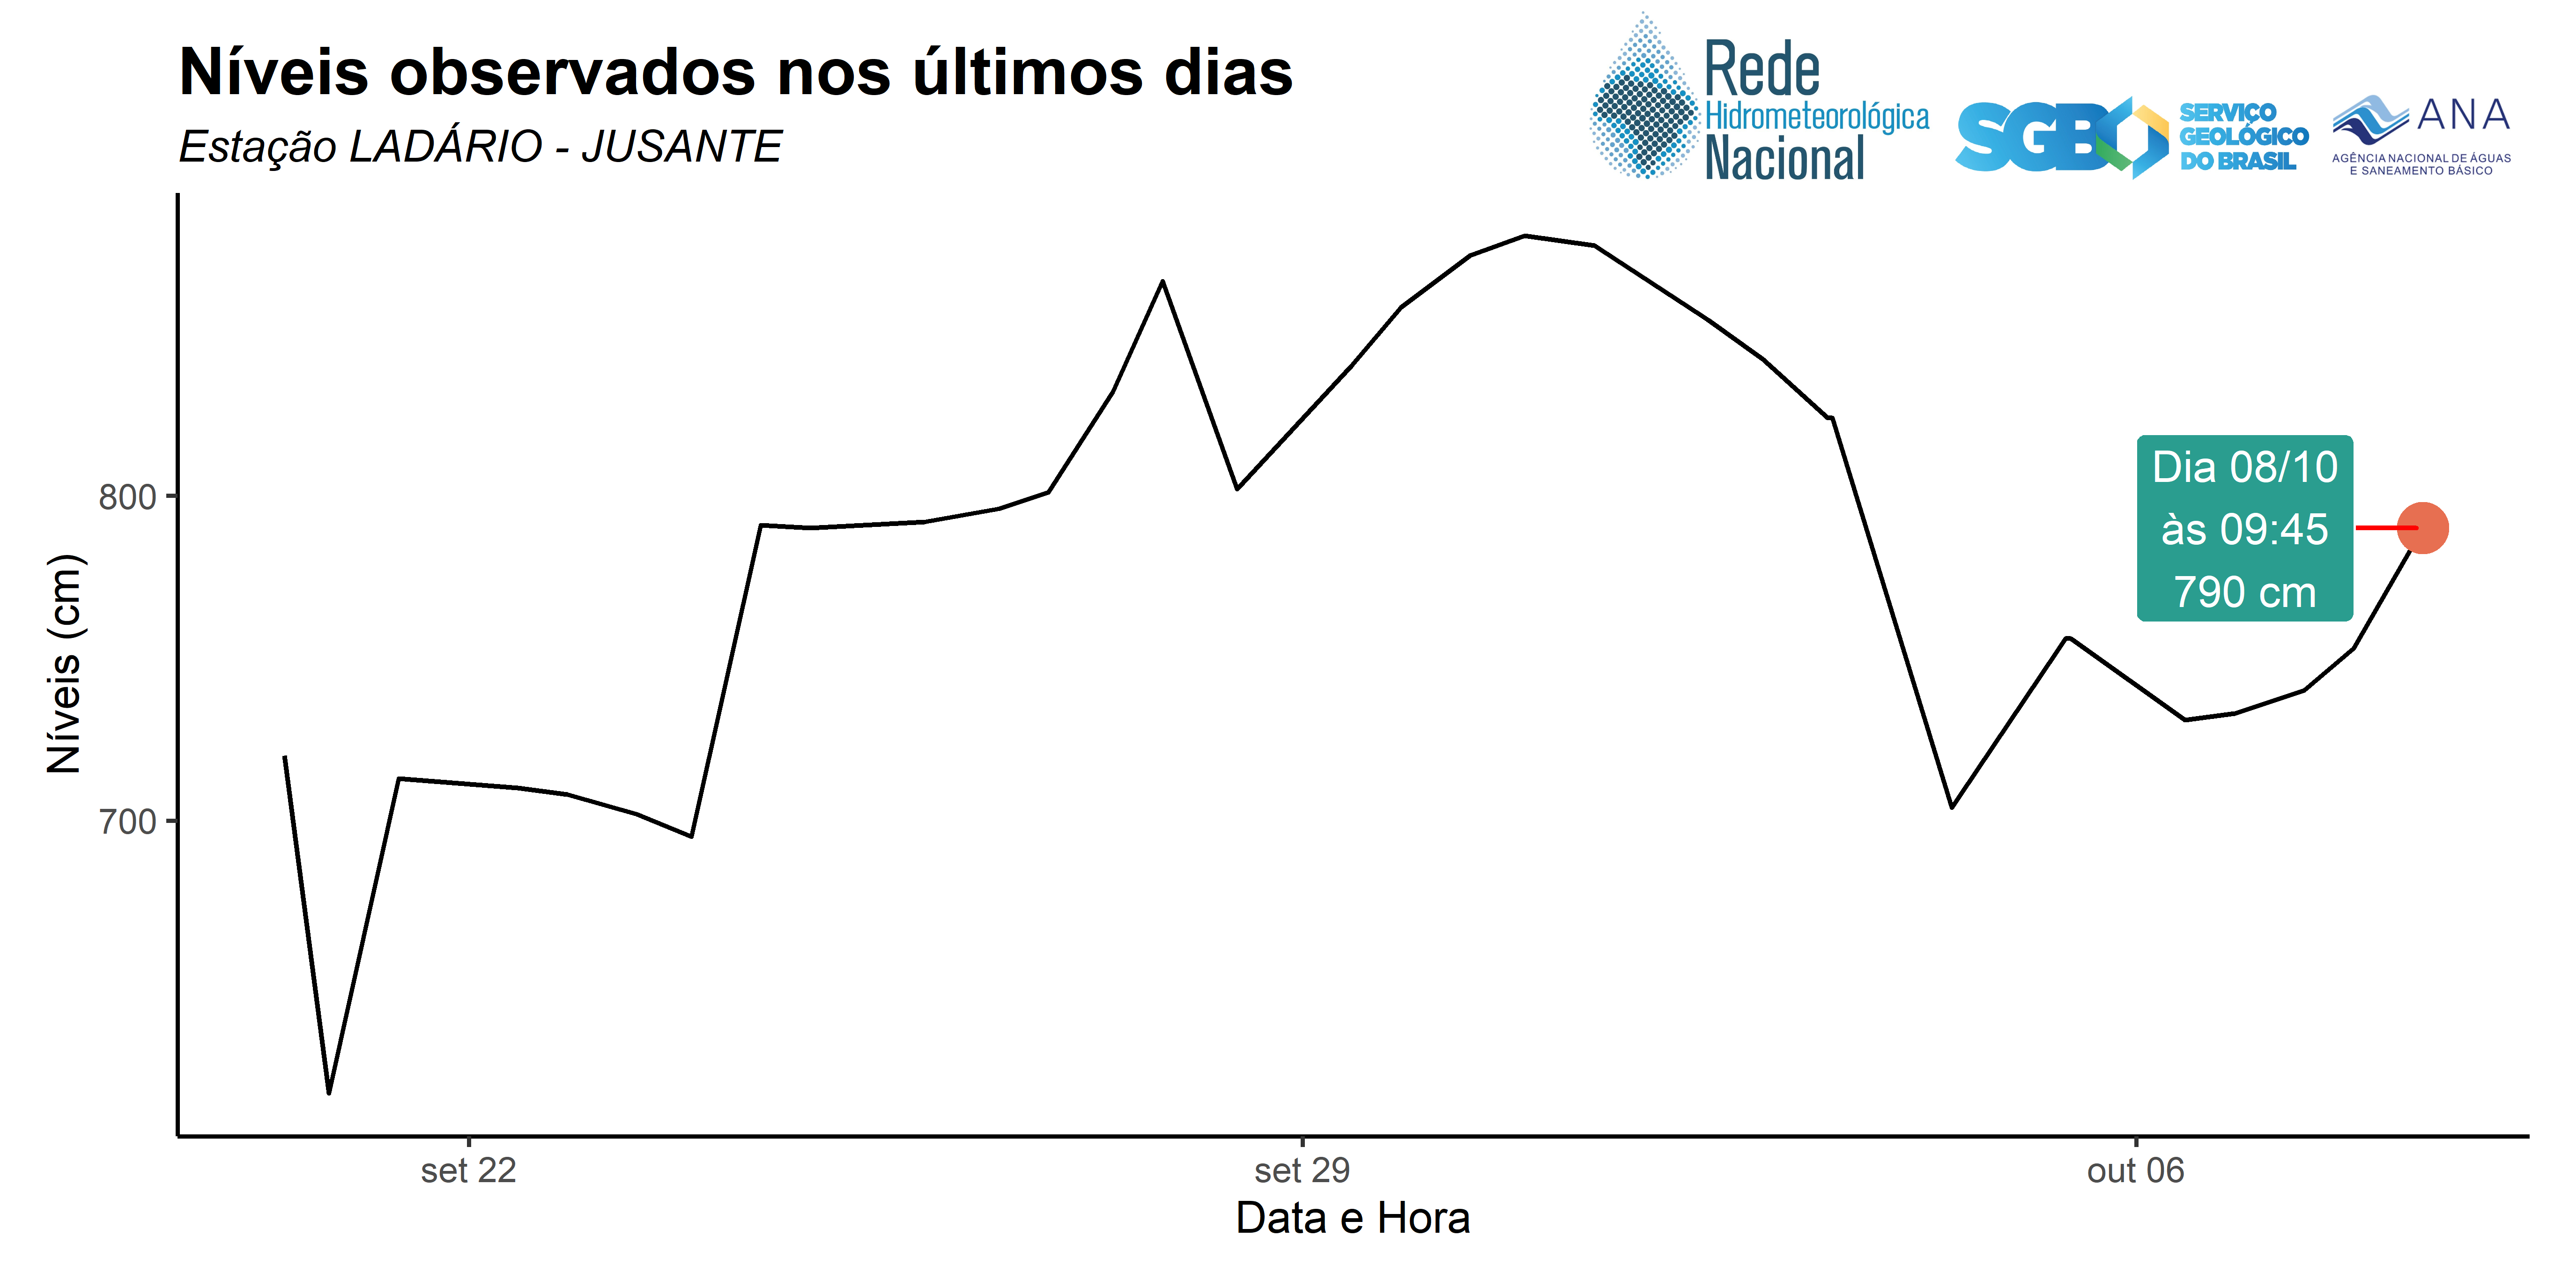 Níveis observados nos últimos dias
Estação LADÁRIO - JUSANTE
Rede
Hidrometeorológica
Nacional
SGB
SERVIÇO
GEOLÓGICO
DO BRASIL
ANA
AGÊNCIA NACIONAL DE ÁGUAS
E SANEAMENTO BÁSICO
Níveis (cm)
800
700
Dia 08/10
às 09:45
790 cm
set 22
set 29
out 06
Data e Hora